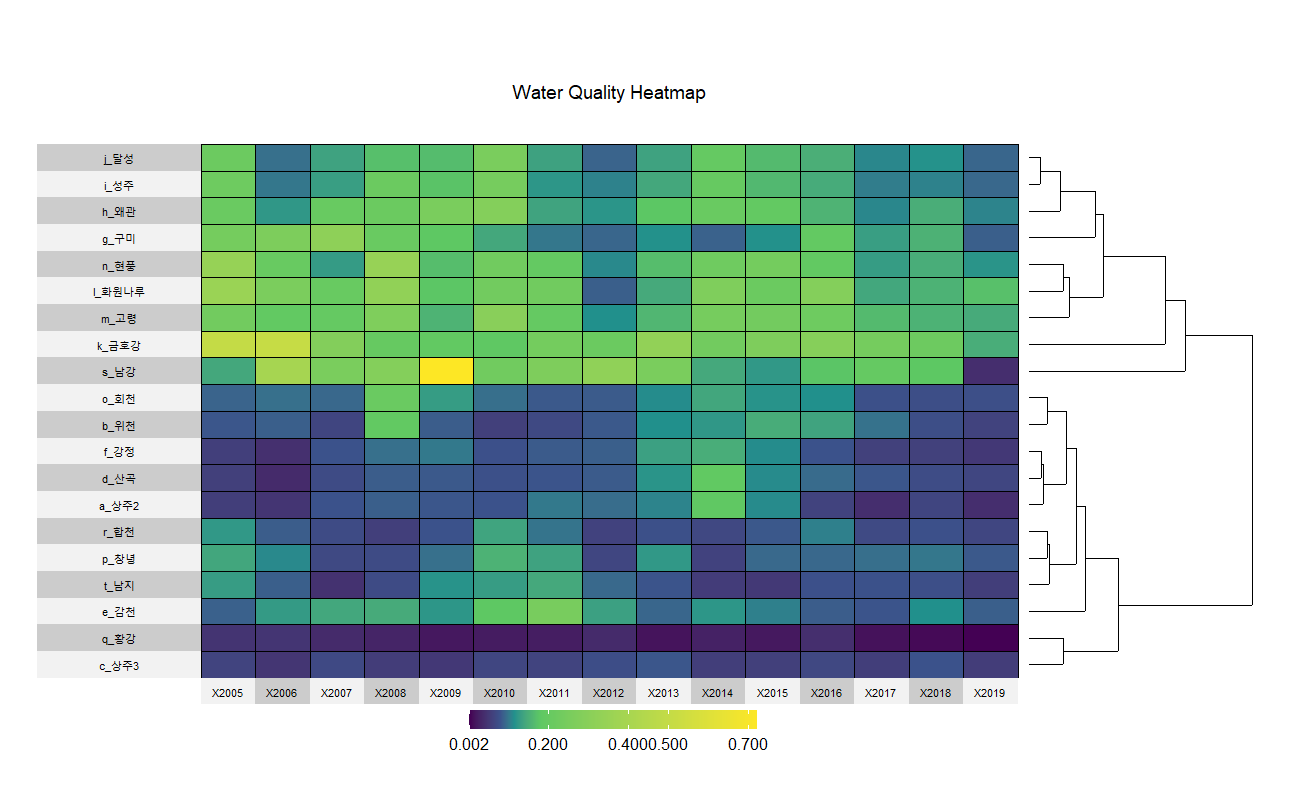 Water Quality Heatmap
j_달성
i_성주
h_왜관
g_구미
n_현풍
l_화원나루
m_고령
k_금호강
s_남강
o_회천
b_위천
f_강정
d_산곡
a_상주2
r_합천
p_창녕
t_남지
e_감천
q_황강
c_상주3
X2005 X2006 X2007 X2008 X2009 X2010 X2011 X2012 X2013 X2014 X2015 X2016 X2017 X2018 X2019
0.002 0.200 0.4000.500 0.700